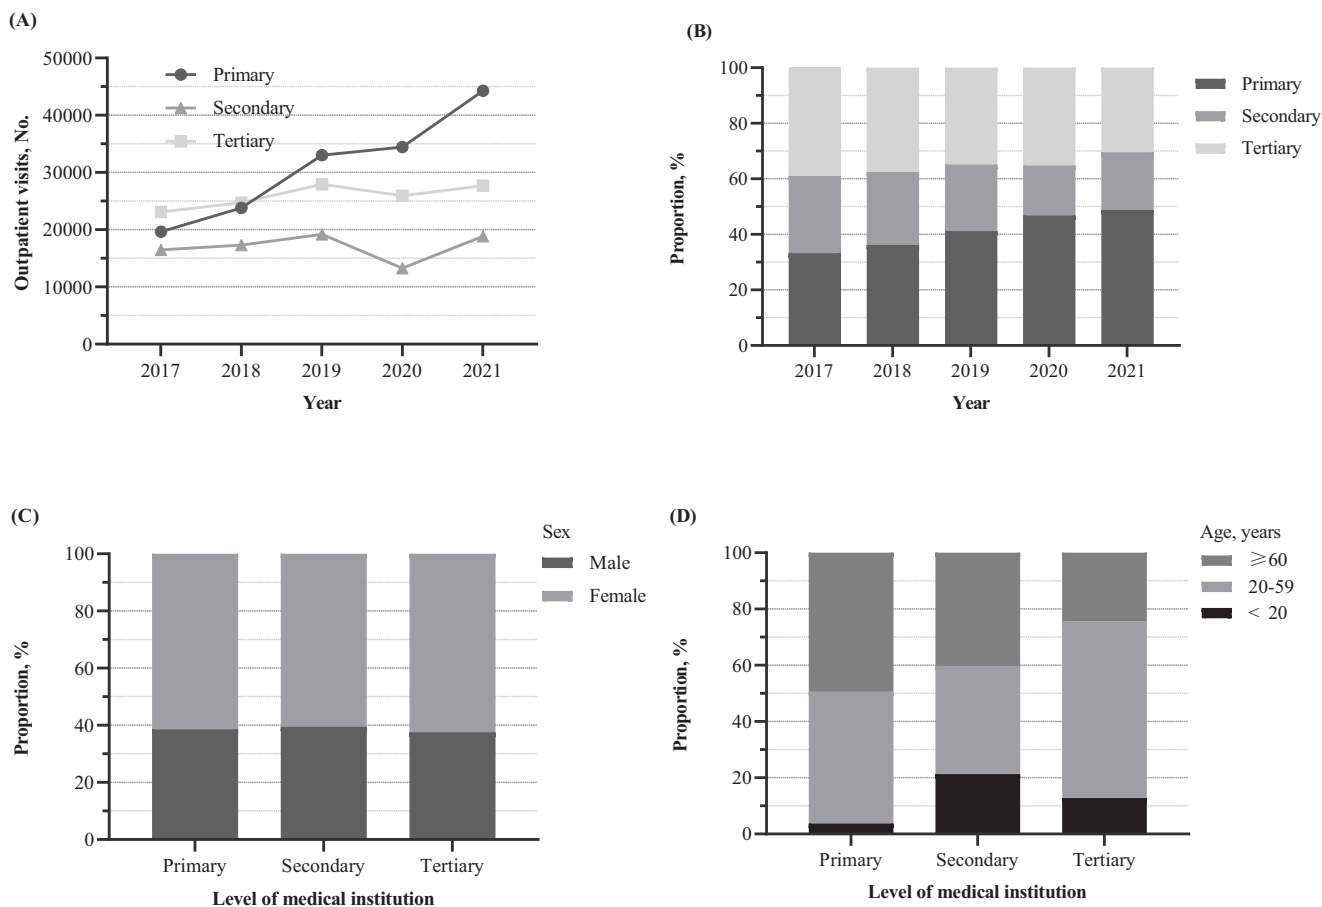 (A)
50000
40000
30000
20000
10000
0
Outpatient visits, No.
Primary
Secondary
Tertiary
2017 2018 2019 2020 2021
Year
(B)
100
80
60
40
20
0
Proportion, %
Primary
Secondary
Tertiary
2017 2018 2019 2020 2021
Year
(C)
100
80
60
40
20
0
Proportion, %
Sex
Male
Female
Primary Secondary Tertiary
Level of medical institution
(D)
100
80
60
40
20
0
Proportion, %
Age, years
≥60
20-59
< 20
Primary Secondary Tertiary
Level of medical institution